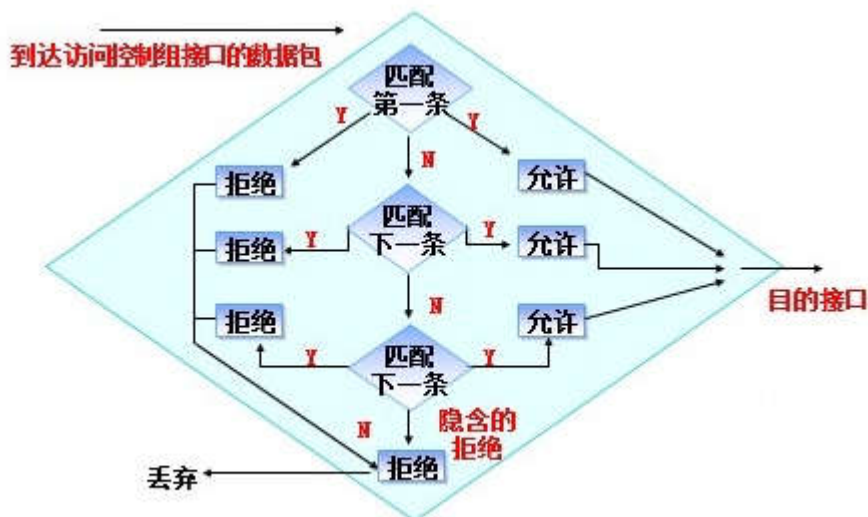 到达访问控制组接口的数据包
匹配
第一条
Y
Y
N
拒绝
允许
匹配
下一条
拒绝
Y
Y
允许
目的接口
N
拒绝
允许
匹配
下一条
Y
Y
N
隐含的
拒绝
拒绝
丢弃